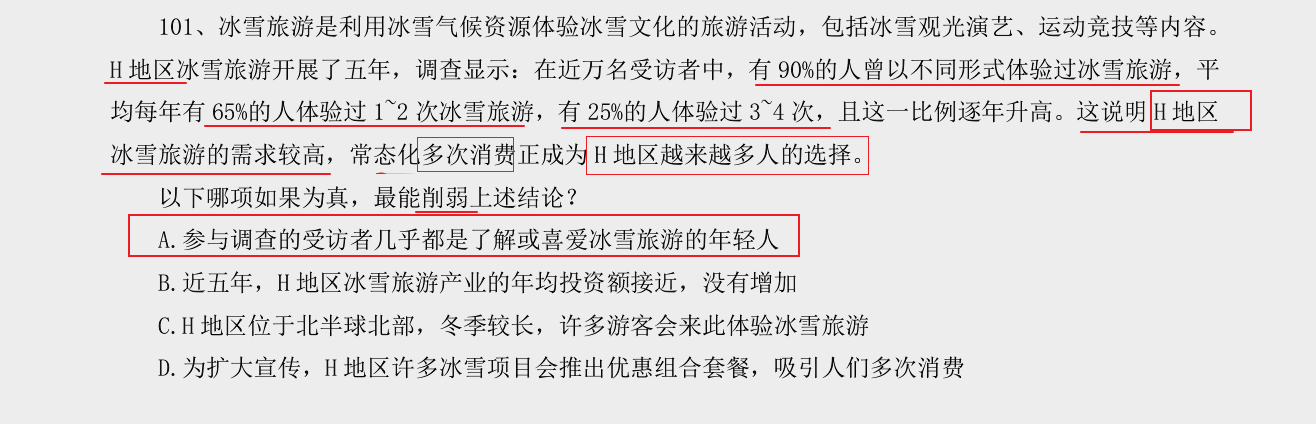 101、冰雪旅游是利用冰雪气候资源体验冰雪文化的旅游活动，包括冰雪观光演艺、运动竞技等内容。
H 地区冰雪旅游开展了五年，调查显示：在近万名受访者中，有 90%的人曾以不同形式体验过冰雪旅游，平
均每年有 65%的人体验过 1~2 次冰雪旅游，有 25%的人体验过 3~4 次，且这一比例逐年升高。这说明 H 地区
冰雪旅游的需求较高，常态化多次消费正成为 H 地区越来越多人的选择。
以下哪项如果为真，最能削弱上述结论？
A.参与调查的受访者几乎都是了解或喜爱冰雪旅游的年轻人
B.近五年，H 地区冰雪旅游产业的年均投资额接近，没有增加
C.H 地区位于北半球北部，冬季较长，许多游客会来此体验冰雪旅游
D.为扩大宣传，H 地区许多冰雪项目会推出优惠组合套餐，吸引人们多次消费